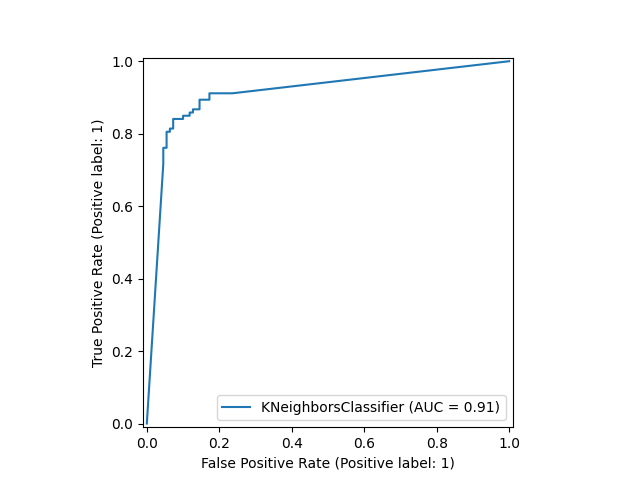 1.0
0.8
0.6
0.4
0.2
0.0
True Positive Rate (Positive label: 1)
KNeighborsClassifier (AUC = 0.91)
0.0 0.2 0.4 0.6 0.8 1.0
False Positive Rate (Positive label: 1)